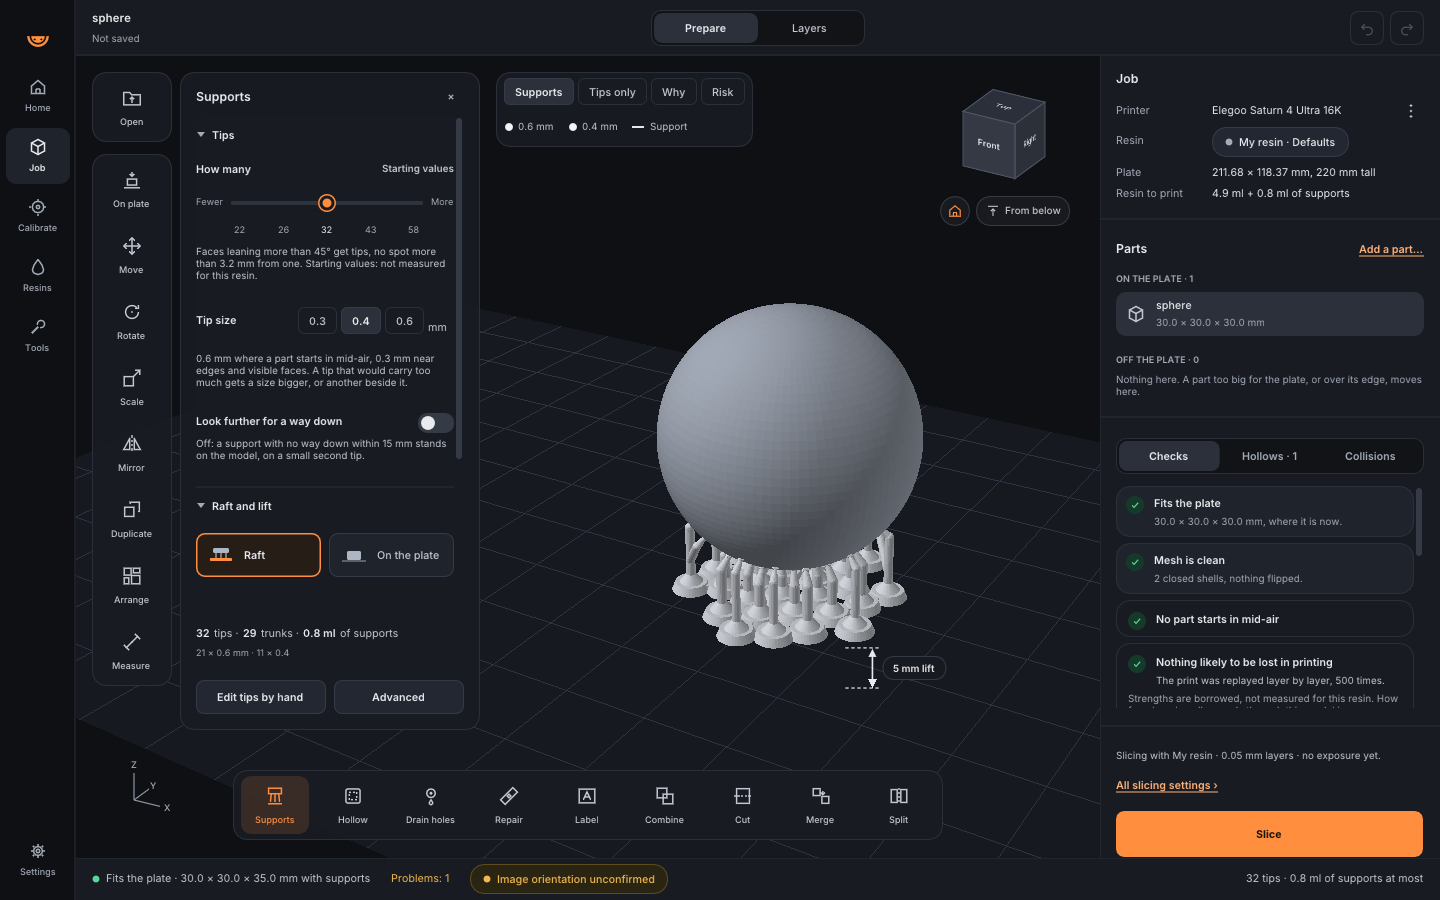 sphere
Not saved
Prepare
Layers
Home
Job
Calibrate
Resins
Tools
Settings
Open
On plate
Move
Rotate
Scale
Mirror
Duplicate
Arrange
Measure
Supports
×
Tips
How many
Starting values
Fewer
More
22 26 32 43 58
Faces leaning more than 45° get tips, no spot more
than 3.2 mm from one. Starting values: not measured
for this resin.
Tip size
0.3 0.4 0.6 mm
0.6 mm where a part starts in mid-air, 0.3 mm near
edges and visible faces. A tip that would carry too
much gets a size bigger, or another beside it.
Look further for a way down
Off: a support with no way down within 15 mm stands
on the model, on a small second tip.
Raft and lift
Raft
On the plate
32 tips · 29 trunks · 0.8 ml of supports
21 × 0.6 mm · 11 × 0.4
Edit tips by hand
Advanced
Supports
Tips only
Why
Risk
0.6 mm
0.4 mm
Support
Top
Front
Right
From below
5 mm lift
Z
Y
X
Supports
Hollow
Drain holes
Repair
Label
Combine
Cut
Merge
Split
Job
Printer
Elegoo Saturn 4 Ultra 16K
Resin
My resin · Defaults
Plate
211.68 × 118.37 mm, 220 mm tall
Resin to print
4.9 ml + 0.8 ml of supports
Parts
Add a part...
ON THE PLATE · 1
sphere
30.0 × 30.0 × 30.0 mm
OFF THE PLATE · 0
Nothing here. A part too big for the plate, or over its edge, moves
here.
Checks
Hollows · 1
Collisions
Fits the plate
30.0 × 30.0 × 30.0 mm, where it is now.
Mesh is clean
2 closed shells, nothing flipped.
No part starts in mid-air
Nothing likely to be lost in printing
The print was replayed layer by layer, 500 times.
Strengths are borrowed, not measured for this resin. How
Slicing with My resin · 0.05 mm layers · no exposure yet.
All slicing settings ›
Slice
Fits the plate · 30.0 × 30.0 × 35.0 mm with supports
Problems: 1
Image orientation unconfirmed
32 tips · 0.8 ml of supports at most